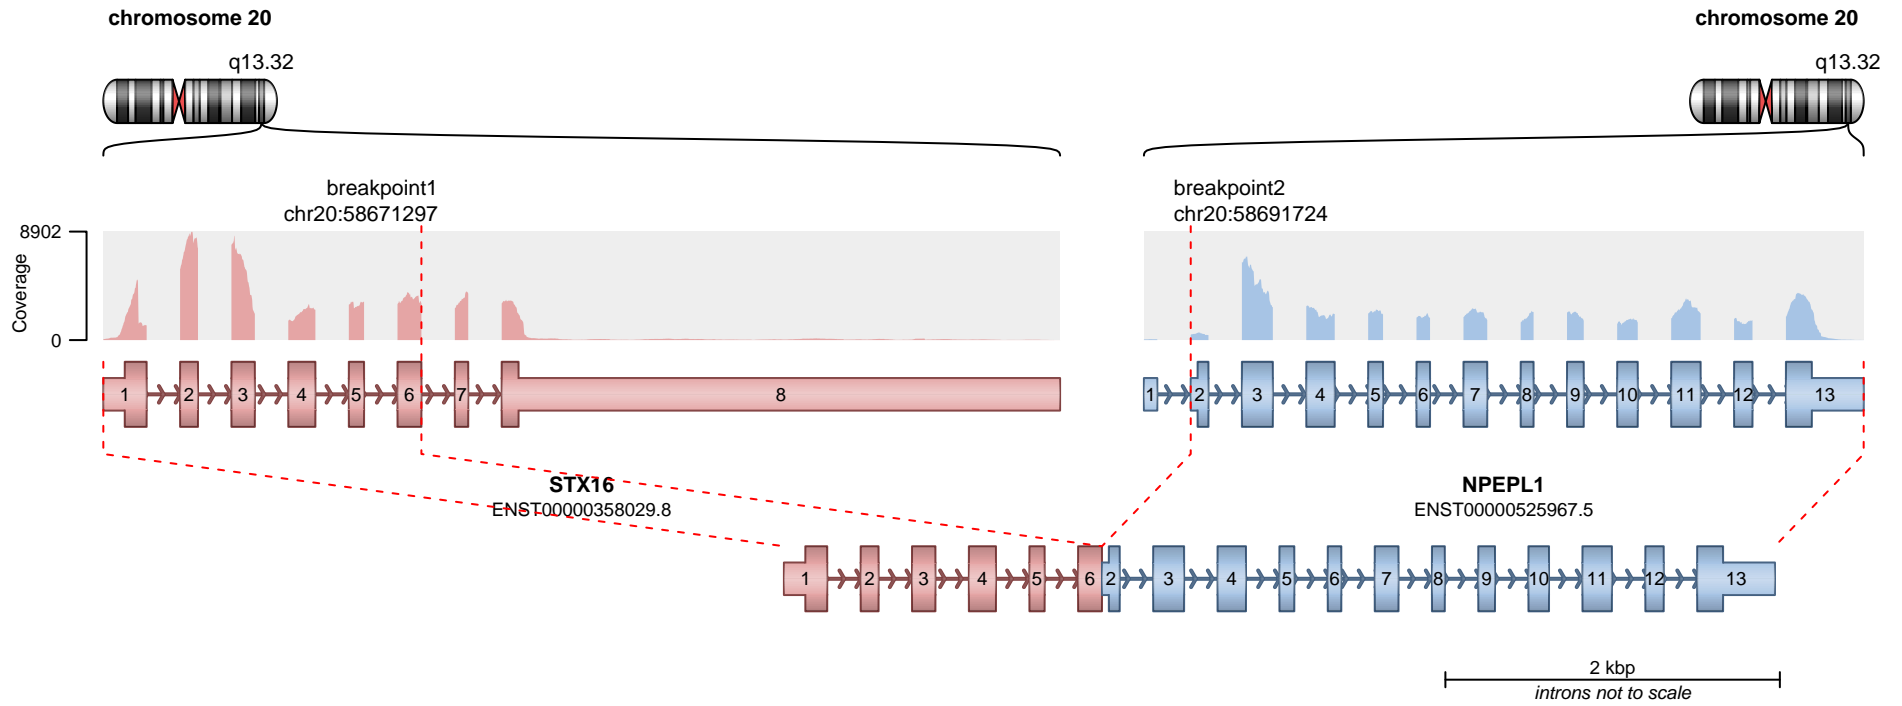 chromosome 20
chromosome 20
q13.32
q13.32
breakpoint1
chr20:58671297
breakpoint2
chr20:58691724
8902
Coverage
0
1 2 3 4 5 6 7 8
1 2 3 4 5 6 7 8 9 10 11 12 13
STX16
ENST00000358029.8
NPEPL1
ENST00000525967.5
1 2 3 4 5 6 2 3 4 5 6 7 8 9 10 11 12 13
2 kbp
introns not to scale